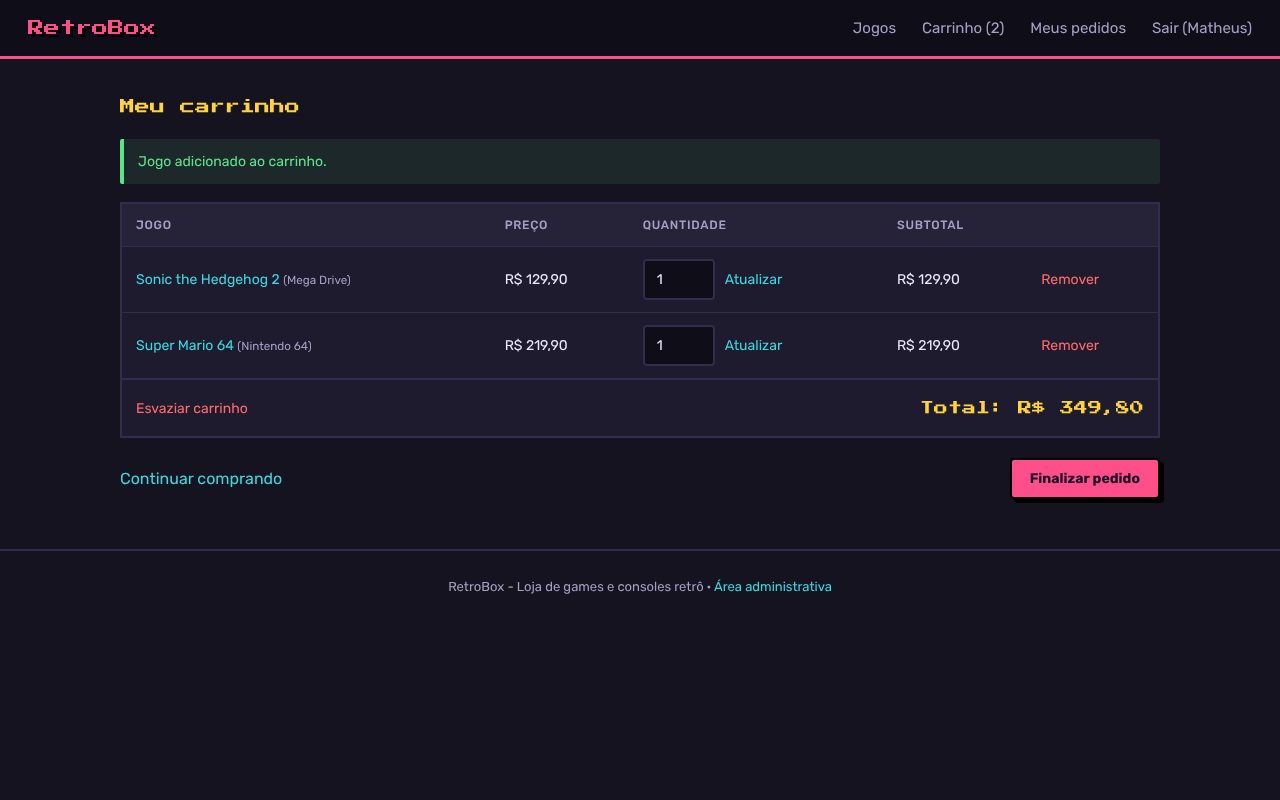 RetroBox Jogos Carrinho (2) Meus pedidos Sair (Matheus)
Meu carrinho
Jogo adicionado ao carrinho.
JOGO PREÇO QUANTIDADE SUBTOTAL
Sonic the Hedgehog 2 (Mega Drive) R$ 129,90 1 Atualizar R$ 129,90 Remover
Super Mario 64 (Nintendo 64) R$ 219,90 1 Atualizar R$ 219,90 Remover
Esvaziar carrinho Total: R$ 349,80
Continuar comprando Finalizar pedido
RetroBox - Loja de games e consoles retrô • Área administrativa